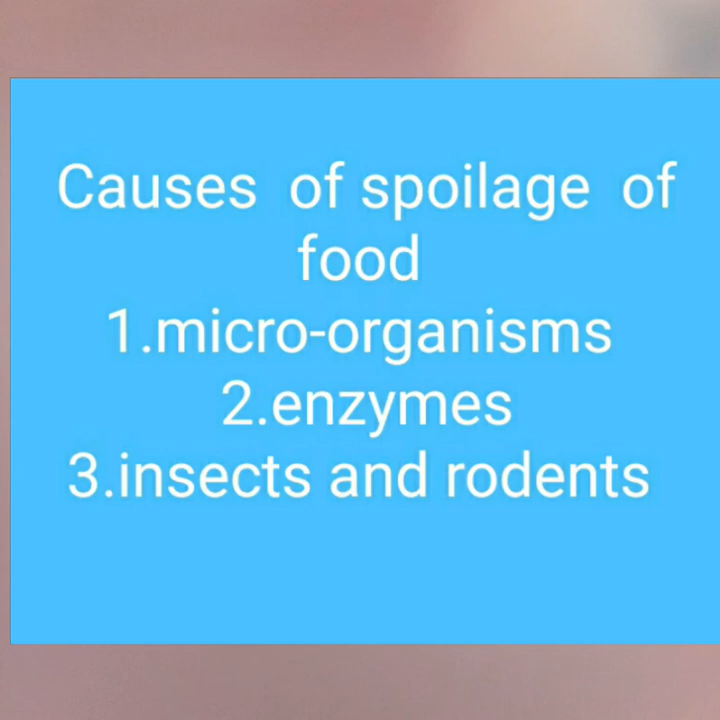 Causes of spoilage of
food
1.micro-organisms
2.enzymes
3.insects and rodents